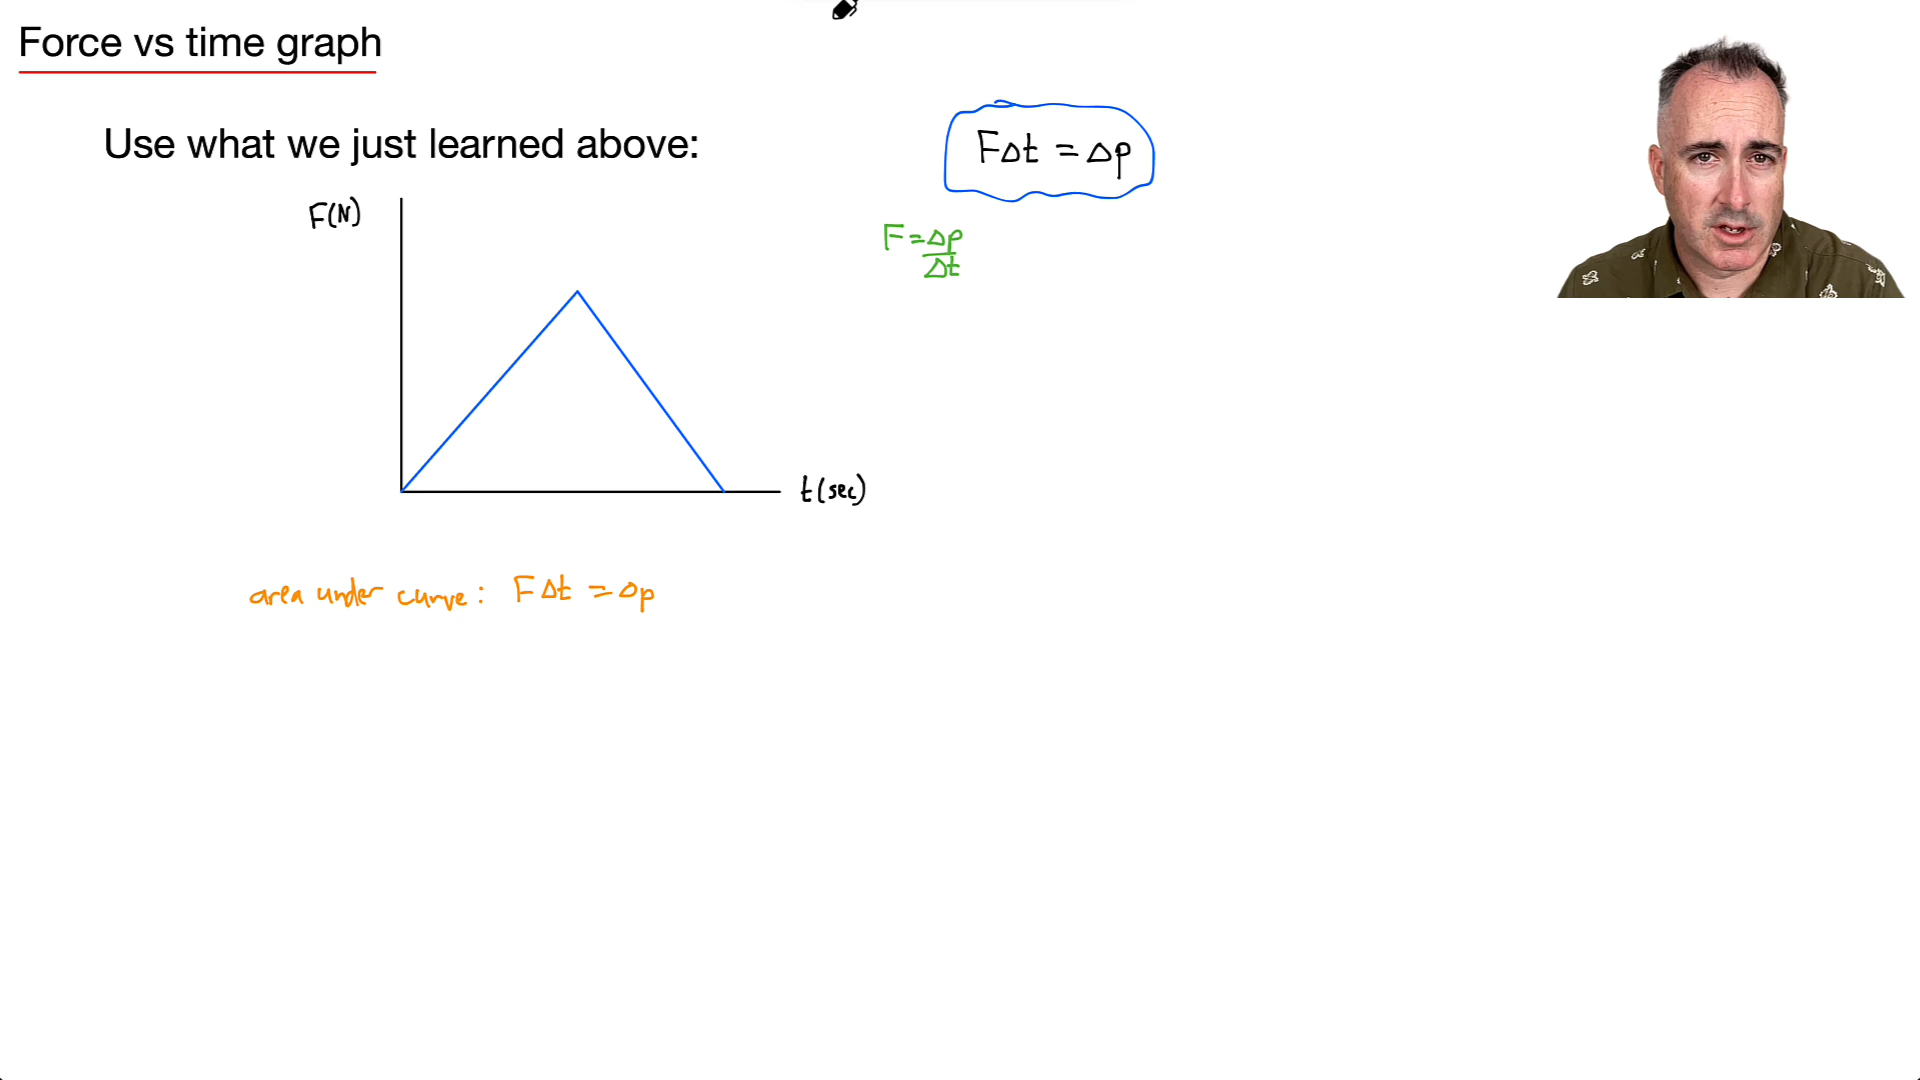 Force vs time graph
Use what we just learned above:
FΔt = Δp
F(N)
F = Δp
Δt
t(sec)
area under curve: FΔt = Δp